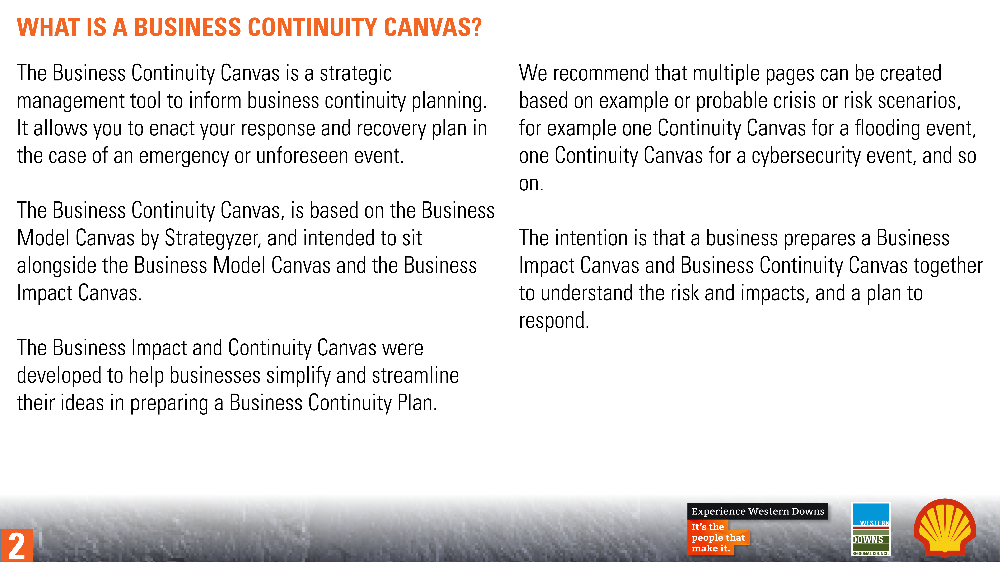 WHAT IS A BUSINESS CONTINUITY CANVAS?
The Business Continuity Canvas is a strategic
management tool to inform business continuity planning.
It allows you to enact your response and recovery plan in
the case of an emergency or unforeseen event.
The Business Continuity Canvas, is based on the Business
Model Canvas by Strategyzer, and intended to sit
alongside the Business Model Canvas and the Business
Impact Canvas.
The Business Impact and Continuity Canvas were
developed to help businesses simplify and streamline
their ideas in preparing a Business Continuity Plan.
We recommend that multiple pages can be created
based on example or probable crisis or risk scenarios,
for example one Continuity Canvas for a flooding event,
one Continuity Canvas for a cybersecurity event, and so
on.
The intention is that a business prepares a Business
Impact Canvas and Business Continuity Canvas together
to understand the risk and impacts, and a plan to
respond.
2
Experience Western Downs
It's the
people that
make it.
WESTERN
DOWNS
REGIONAL COUNCIL